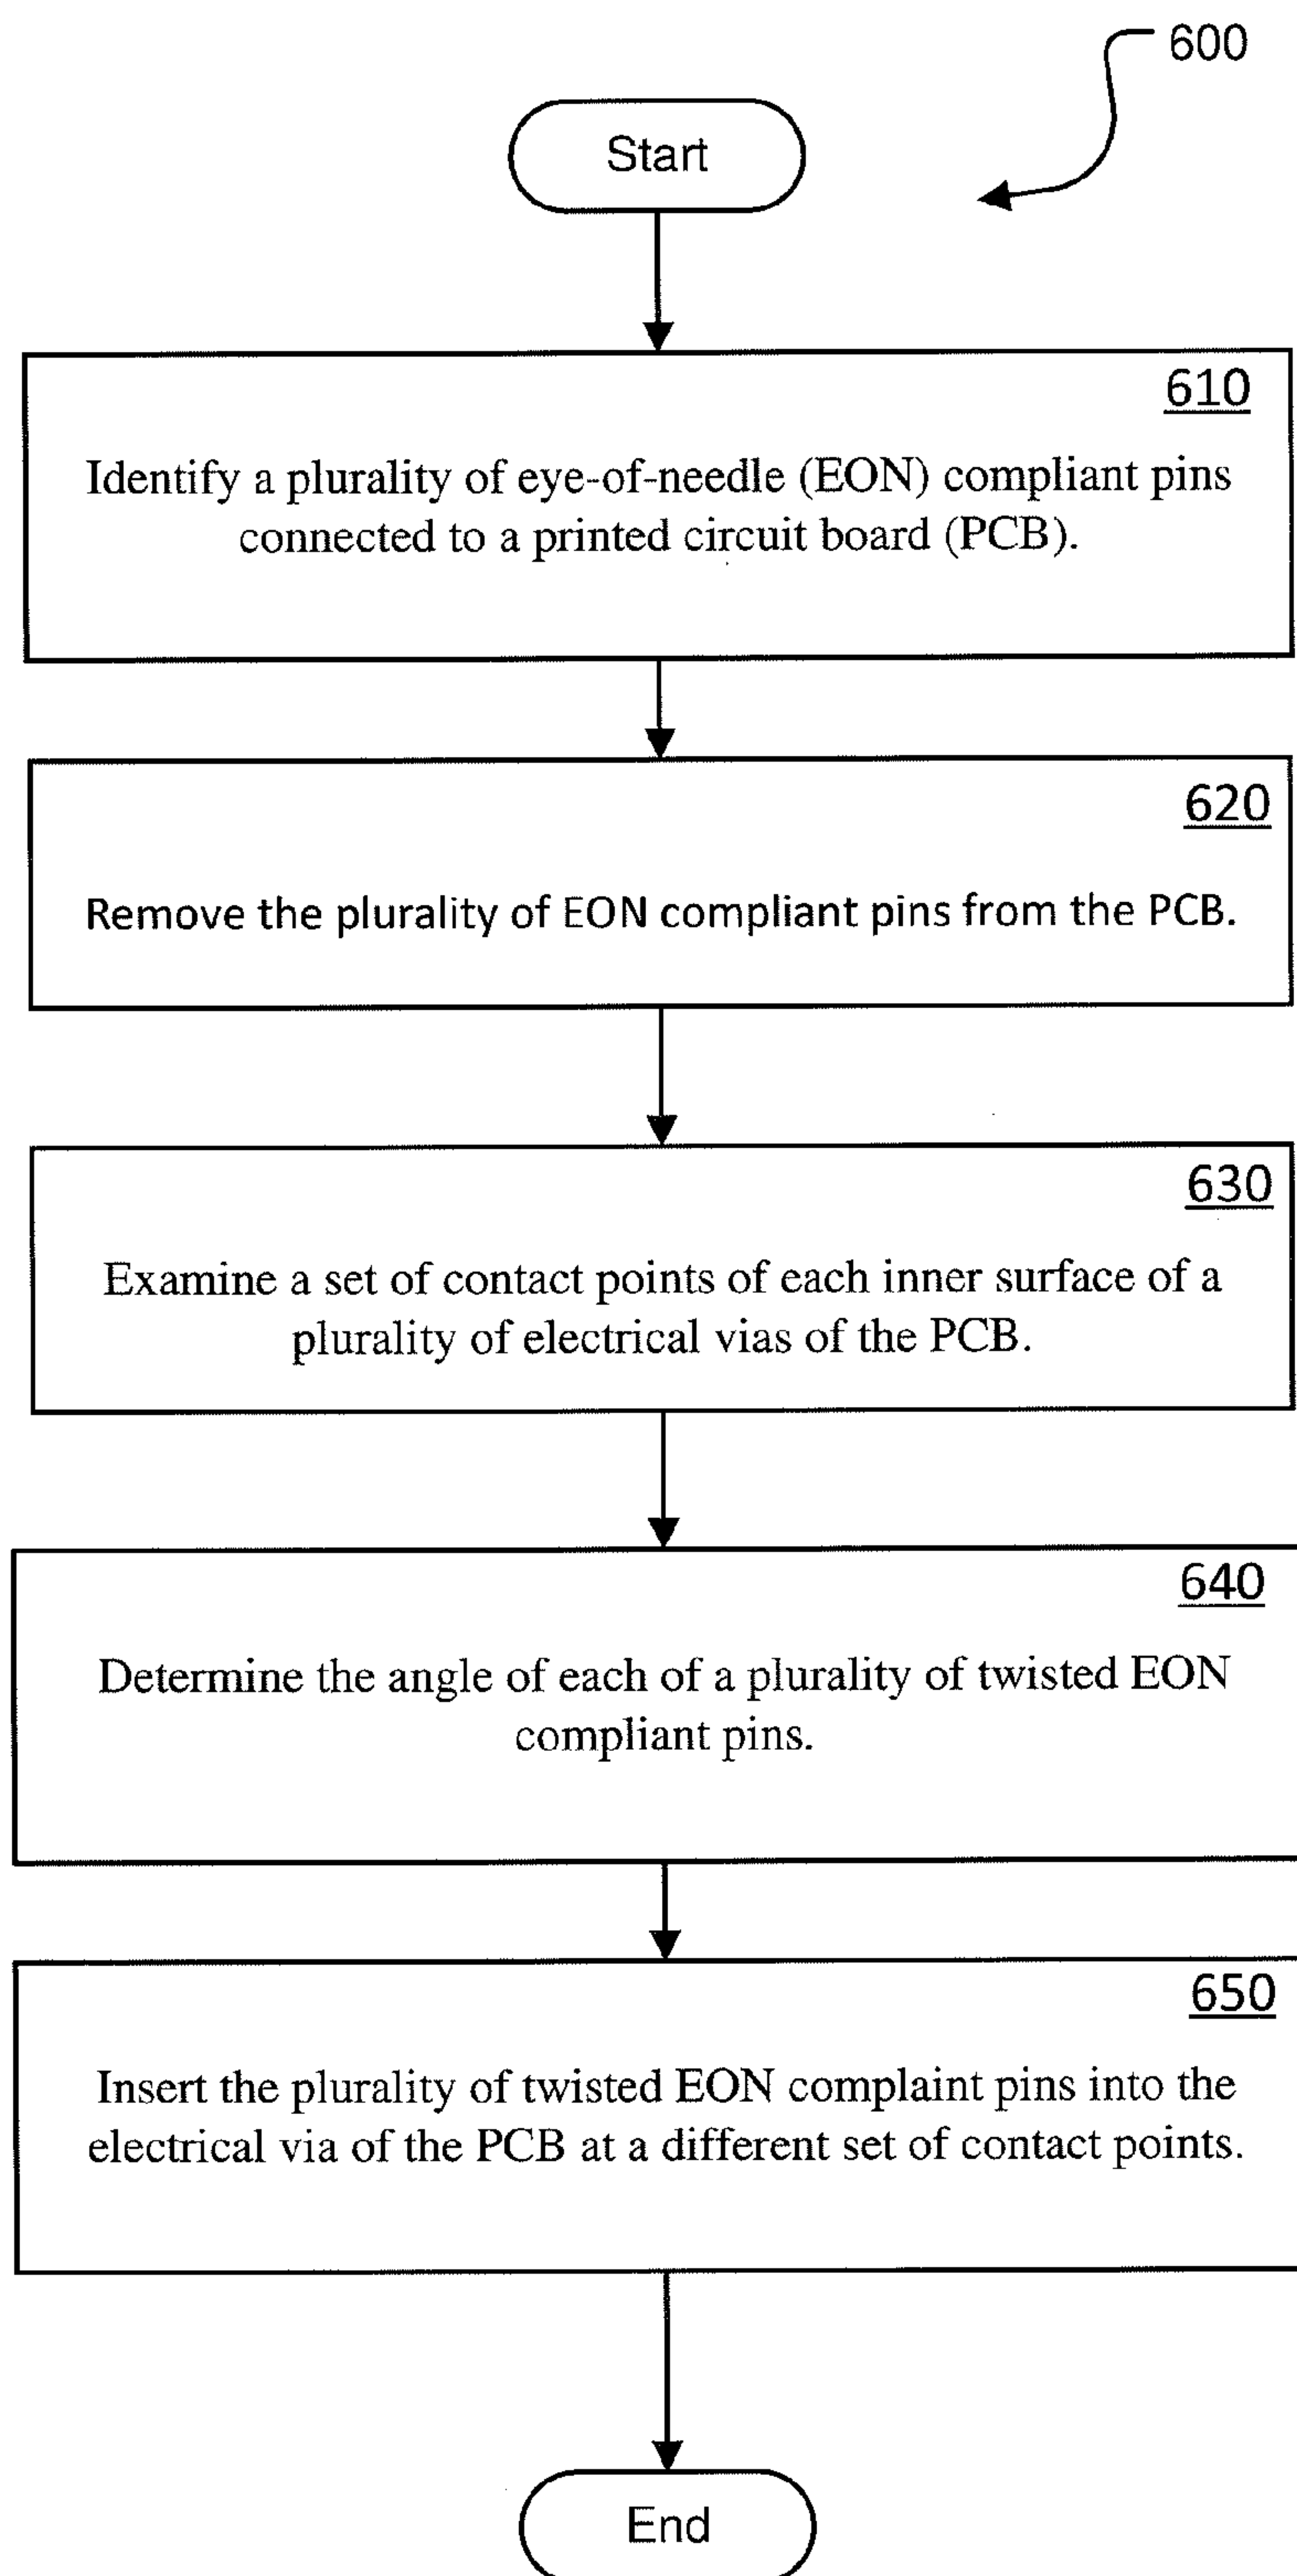 600
Start
610
Identify a plurality of eye-of-needle (EON) compliant pins
connected to a printed circuit board (PCB).
620
Remove the plurality of EON compliant pins from the PCB.
630
Examine a set of contact points of each inner surface of a
plurality of electrical vias of the PCB.
640
Determine the angle of each of a plurality of twisted EON
compliant pins.
650
Insert the plurality of twisted EON complaint pins into the
electrical via of the PCB at a different set of contact points.
End